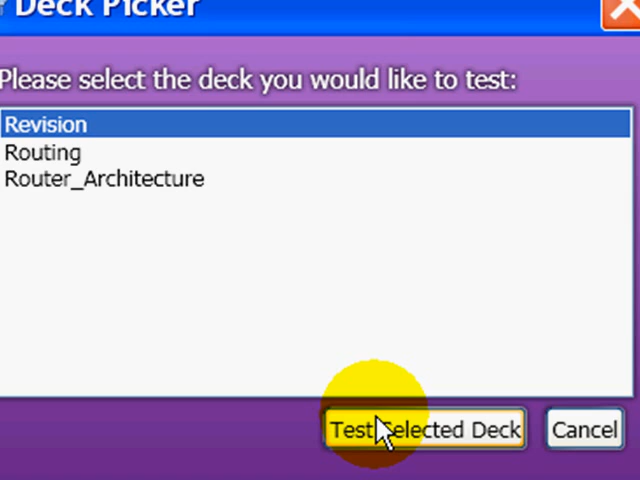 Deck Picker
Please select the deck you would like to test:
Revision
Routing
Router_Architecture
Test Selected Deck
Cancel